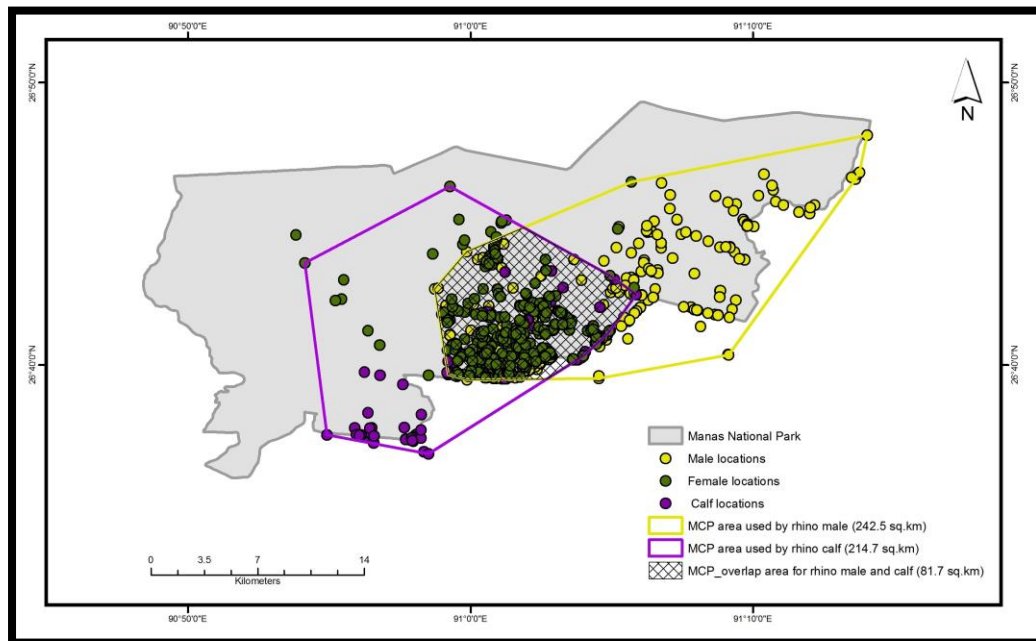 90°50'0"E 91°0'0"E 91°10'0"E
26°50'0"N 26°50'0"N
N
26°40'0"N 26°40'0"N
Manas National Park
Male locations
Female locations
Calf locations
MCP area used by rhino male (242.5 sq.km)
MCP area used by rhino calf (214.7 sq.km)
MCP_overlap area for rhino male and calf (81.7 sq.km)
0 3.5 7 14
Kilometers
90°50'0"E 91°0'0"E 91°10'0"E